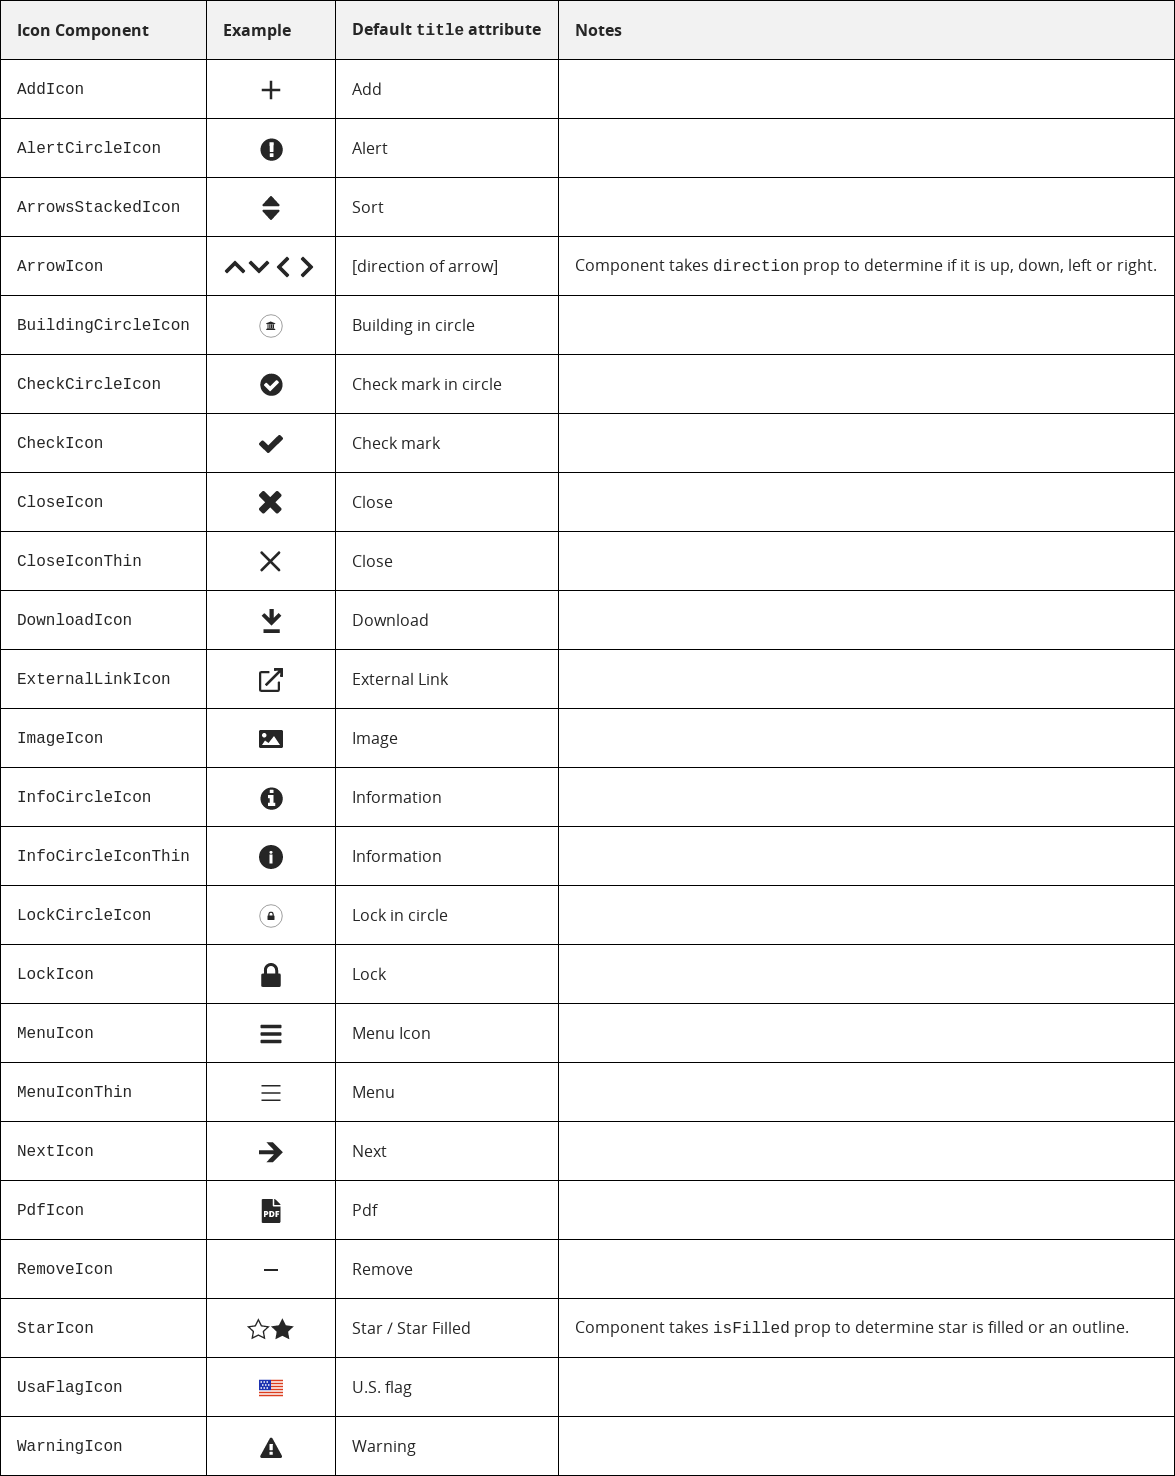 Icon Component Example Default title attribute Notes
AddIcon Add
AlertCircleIcon Alert
ArrowsStackedIcon Sort
ArrowIcon [direction of arrow] Component takes direction prop to determine if it is up, down, left or right.
BuildingCircleIcon Building in circle
CheckCircleIcon Check mark in circle
CheckIcon Check mark
CloseIcon Close
CloseIconThin Close
DownloadIcon Download
ExternalLinkIcon External Link
ImageIcon Image
InfoCircleIcon Information
InfoCircleIconThin Information
LockCircleIcon Lock in circle
LockIcon Lock
MenuIcon Menu Icon
MenuIconThin Menu
NextIcon Next
PdfIcon PDF Pdf
RemoveIcon Remove
StarIcon Star / Star Filled Component takes isFilled prop to determine star is filled or an outline.
UsaFlagIcon U.S. flag
WarningIcon Warning